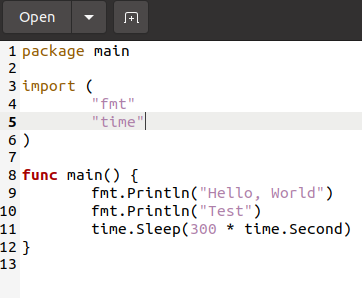 Open
1 package main
2
3 import (
4         "fmt"
5         "time"
6 )
7
8 func main() {
9         fmt.Println("Hello, World")
10         fmt.Println("Test")
11         time.Sleep(300 * time.Second)
12 }
13